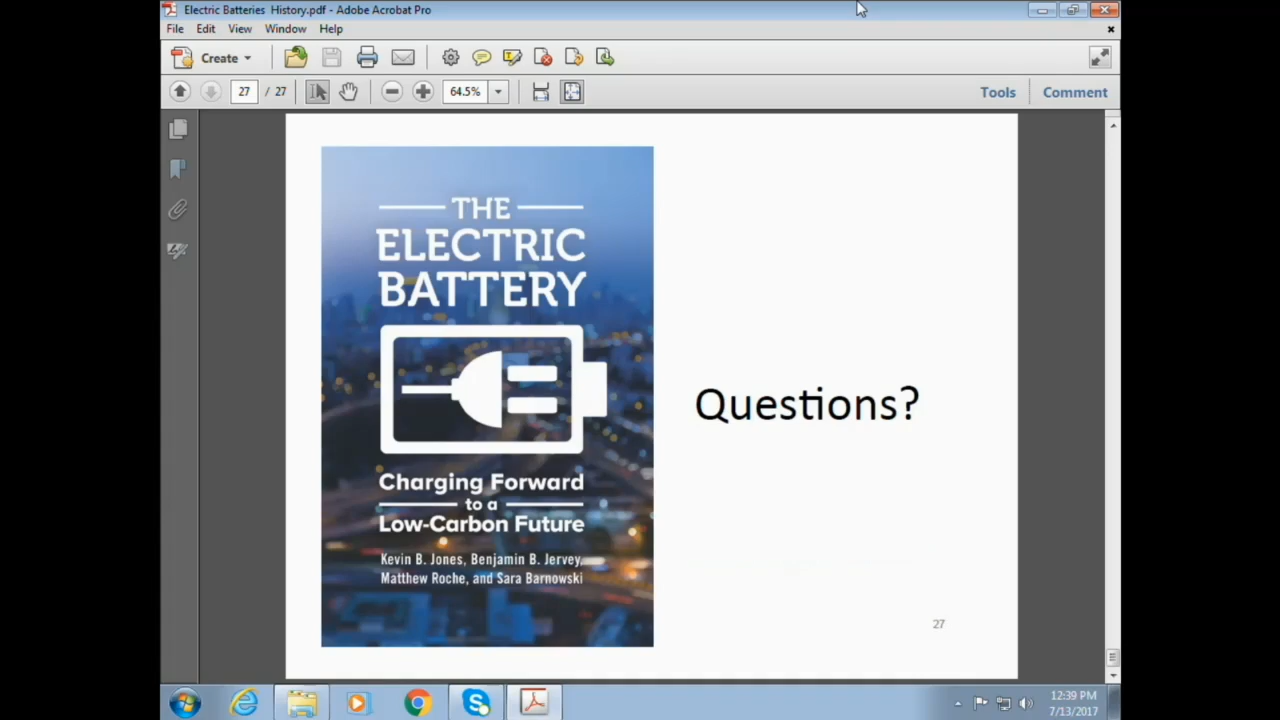 Electric Batteries History.pdf - Adobe Acrobat Pro
File Edit View Window Help
Create
27 / 27 64.5% Tools Comment
THE
ELECTRIC
BATTERY
Charging Forward
to a
Low-Carbon Future
Kevin B. Jones, Benjamin B. Jervey,
Matthew Roche, and Sara Barnowski
Questions?
27
12:39 PM
7/13/2017